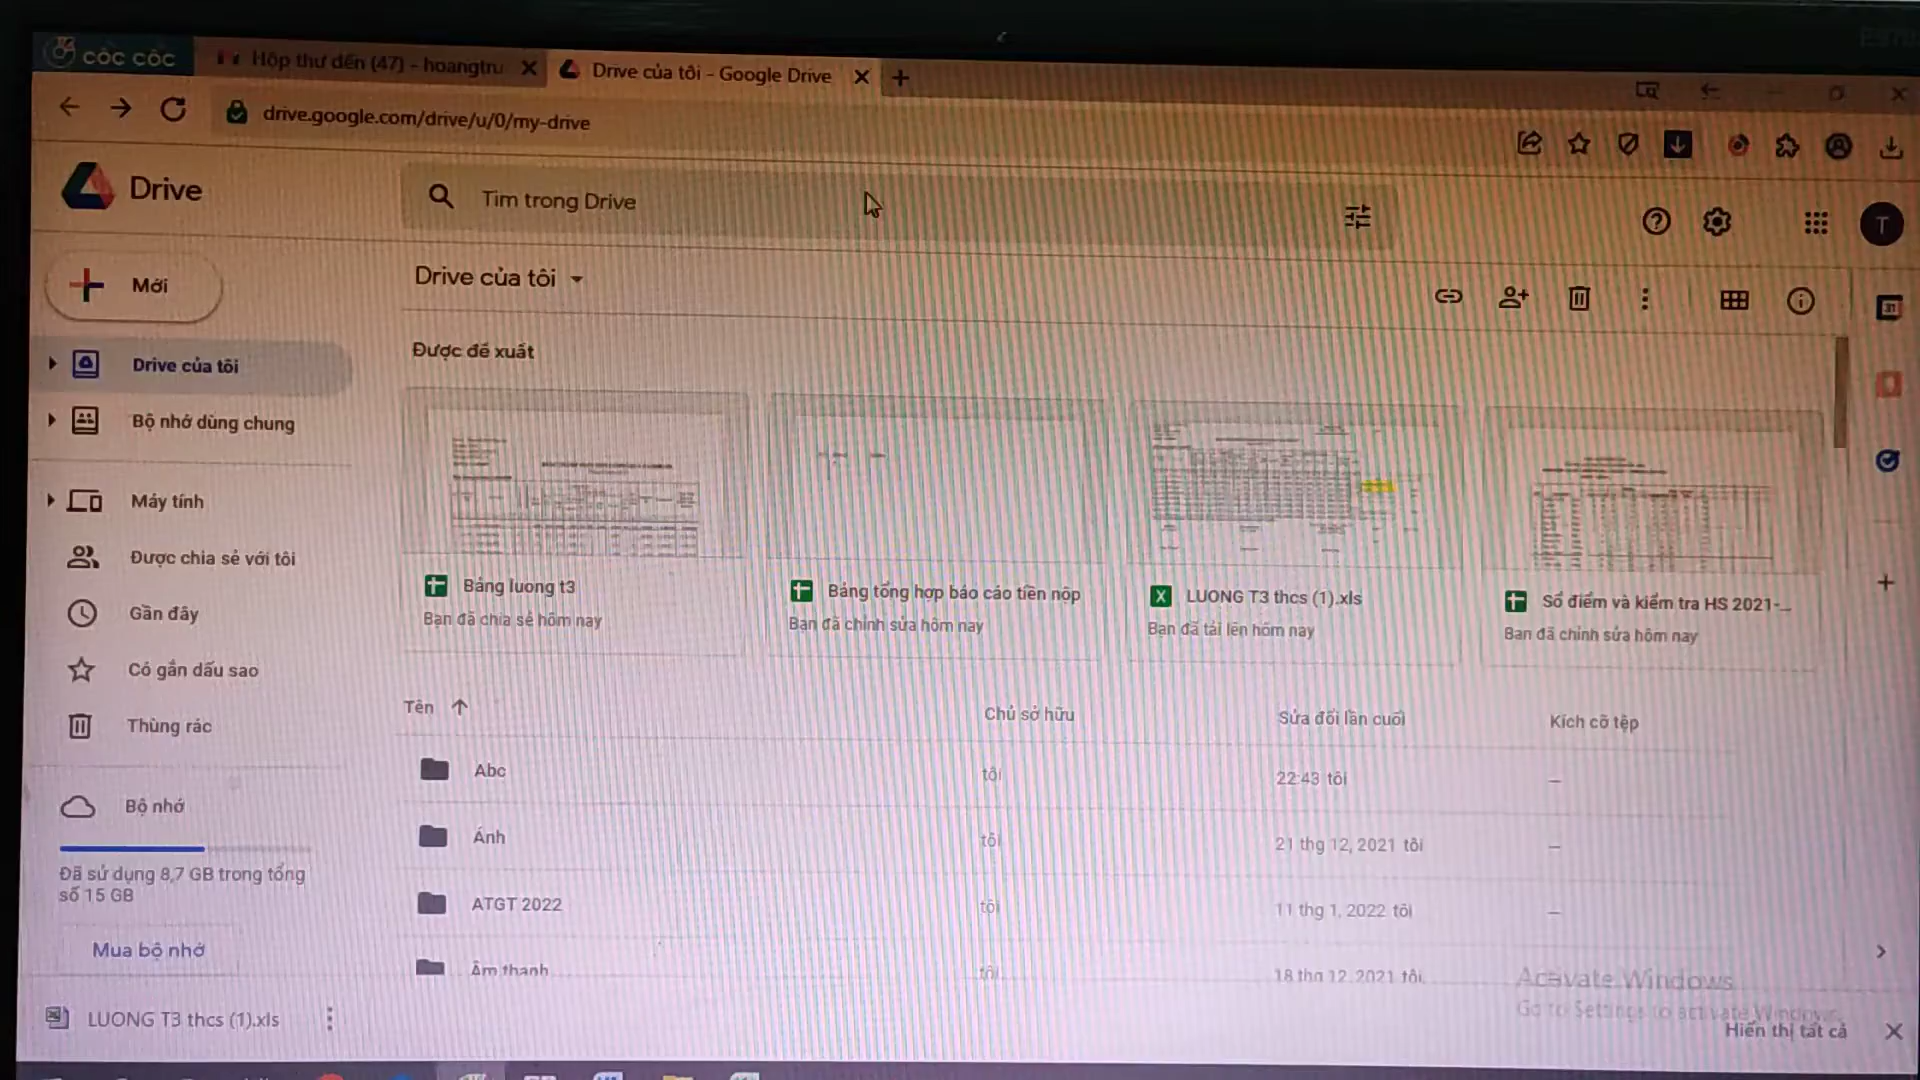 cốc cốc
Hộp thư đến (47) - hoangtru
Drive của tôi - Google Drive
drive.google.com/drive/u/0/my-drive
Drive
Tìm trong Drive
T
Mới
Drive của tôi
31
Được đề xuất
Drive của tôi
Bộ nhớ dùng chung
Máy tính
Được chia sẻ với tôi
Gần đây
Có gắn dấu sao
Thùng rác
Bộ nhớ
Đã sử dụng 8,7 GB trong tổng
số 15 GB
Mua bộ nhớ
Bảng luong t3
Bạn đã chia sẻ hôm nay
Bảng tổng hợp báo cáo tiền nộp
Bạn đã chỉnh sửa hôm nay
LUONG T3 thcs (1).xls
Bạn đã tải lên hôm nay
Sổ điểm và kiểm tra HS 2021-...
Bạn đã chỉnh sửa hôm nay
Tên Chủ sở hữu Sửa đổi lần cuối Kích cỡ tệp
Abc tôi 22:43 tôi —
Ảnh tôi 21 thg 12, 2021 tôi —
ATGT 2022 tôi 11 thg 1, 2022 tôi —
Âm thanh tôi 18 thg 12, 2021 tôi
Activate Windows
Go to Settings to activate Windows.
LUONG T3 thcs (1).xls
Hiển thị tất cả